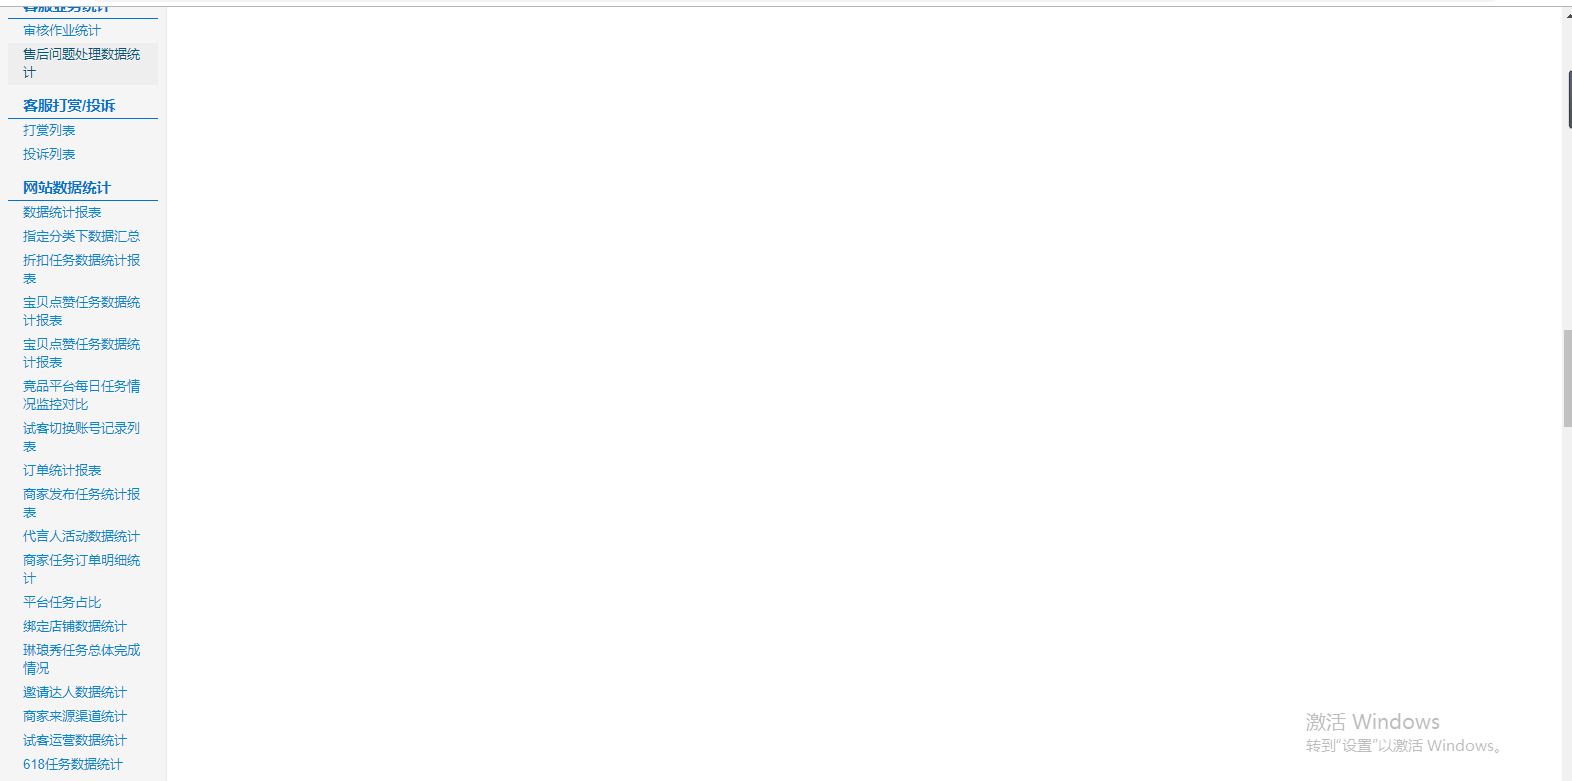 客服业务统计
审核作业统计
售后问题处理数据统
计
客服打赏/投诉
打赏列表
投诉列表
网站数据统计
数据统计报表
指定分类下数据汇总
折扣任务数据统计报
表
宝贝点赞任务数据统
计报表
宝贝点赞任务数据统
计报表
竟品平台每日任务情
况监控对比
试客切换账号记录列
表
订单统计报表
商家发布任务统计报
表
代言人活动数据统计
商家任务订单明细统
计
平台任务占比
绑定店铺数据统计
琳琅秀任务总体完成
情况
邀请达人数据统计
商家来源渠道统计
试客运营数据统计
618任务数据统计
激活 Windows
转到"设置"以激活 Windows。